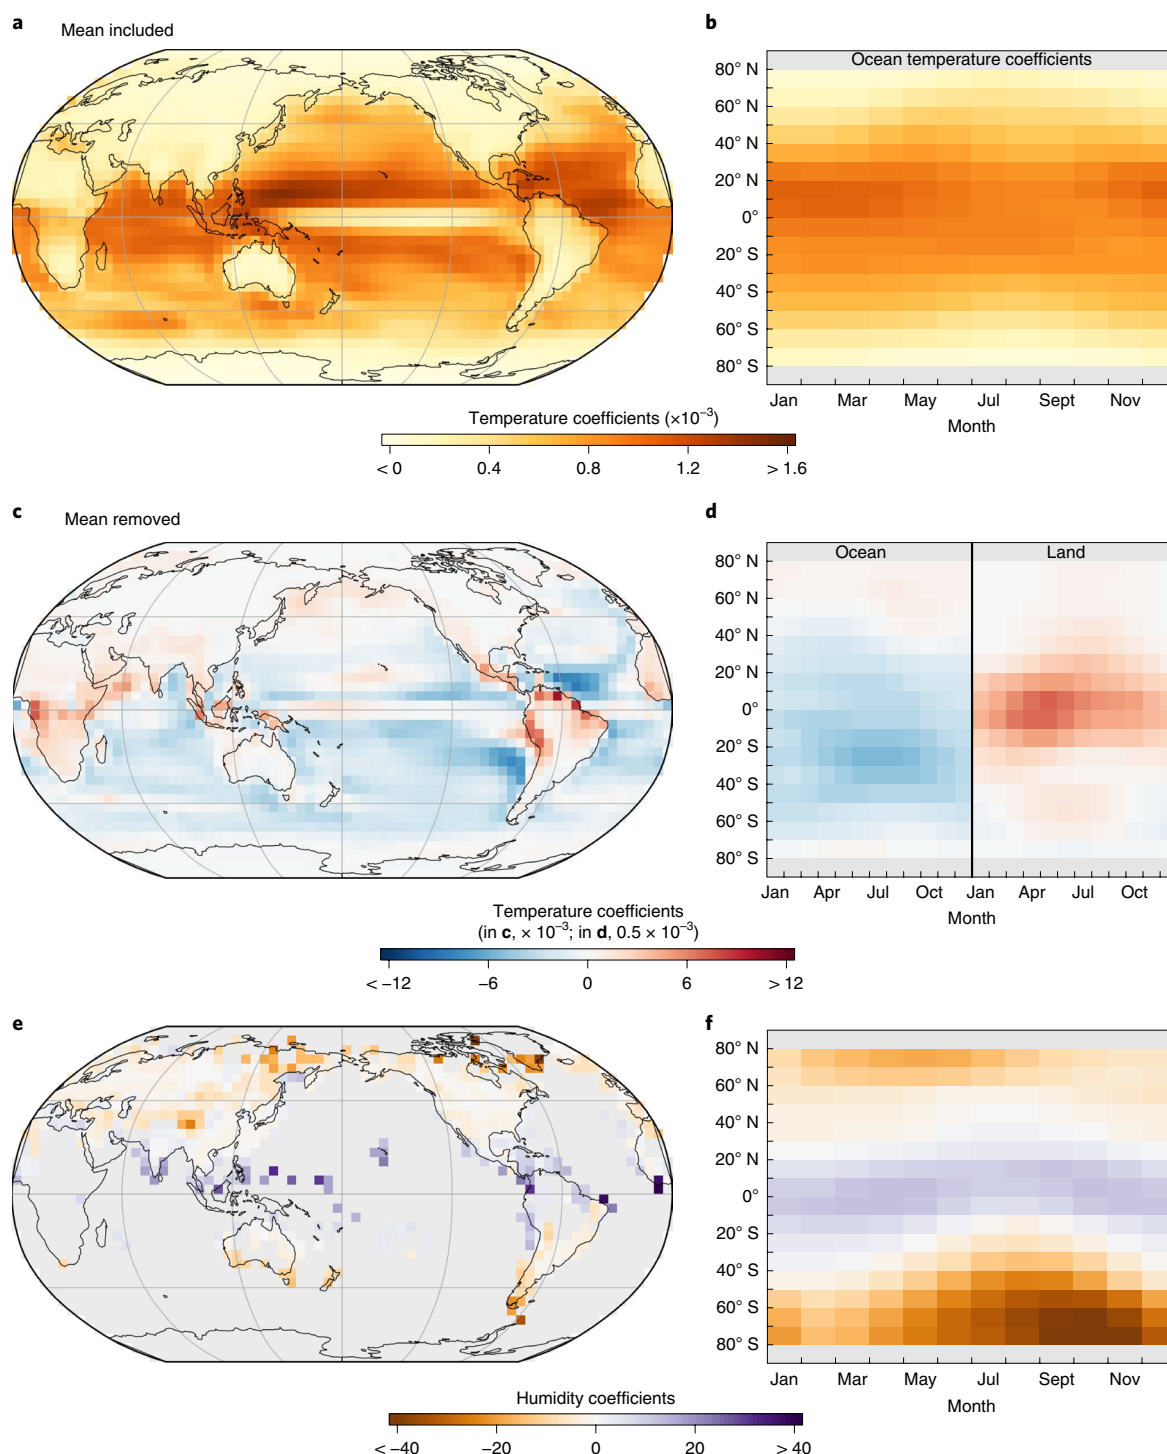 a
Mean included
b
Ocean temperature coefficients
80° N
60° N
40° N
20° N
0°
20° S
40° S
60° S
80° S
Jan Mar May Jul Sept Nov
Month
Temperature coefficients (×10⁻³)
< 0 0.4 0.8 1.2 > 1.6
c
Mean removed
d
Ocean Land
80° N
60° N
40° N
20° N
0°
20° S
40° S
60° S
80° S
Jan Apr Jul Oct Jan Apr Jul Oct
Month
Temperature coefficients
(in c, × 10⁻³; in d, 0.5 × 10⁻³)
< −12 −6 0 6 > 12
e
f
80° N
60° N
40° N
20° N
0°
20° S
40° S
60° S
80° S
Jan Mar May Jul Sept Nov
Month
Humidity coefficients
< −40 −20 0 20 > 40